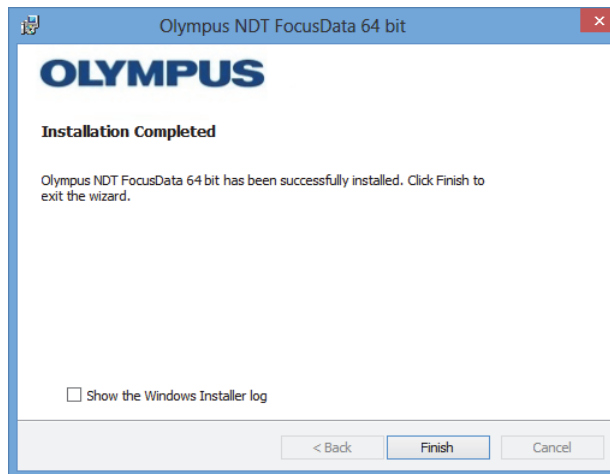 Olympus NDT FocusData 64 bit
OLYMPUS
Installation Completed
Olympus NDT FocusData 64 bit has been successfully installed. Click Finish to
exit the wizard.
Show the Windows Installer log
< Back Finish Cancel